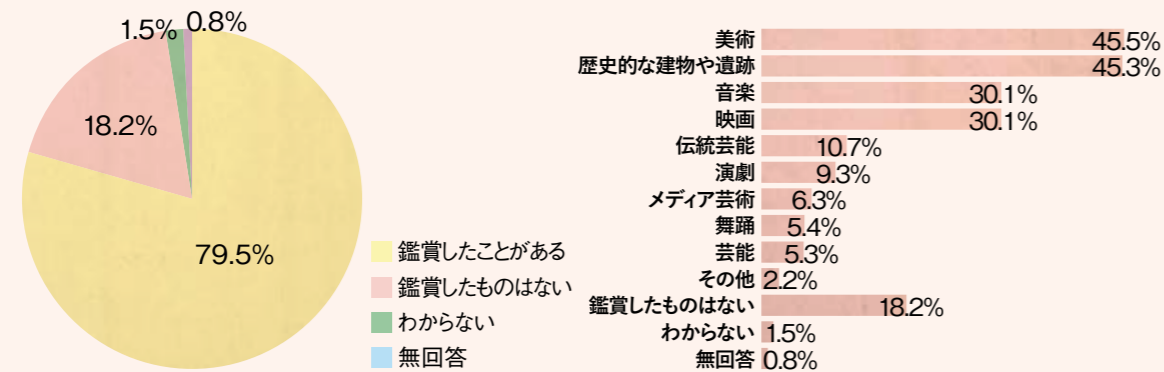 1.5%
0.8%
18.2%
79.5%
鑑賞したことがある
鑑賞したものはない
わからない
無回答
美術 45.5%
歴史的な建物や遺跡 45.3%
音楽 30.1%
映画 30.1%
伝統芸能 10.7%
演劇 9.3%
メディア芸術 6.3%
舞踊 5.4%
芸能 5.3%
その他 2.2%
鑑賞したものはない 18.2%
わからない 1.5%
無回答 0.8%